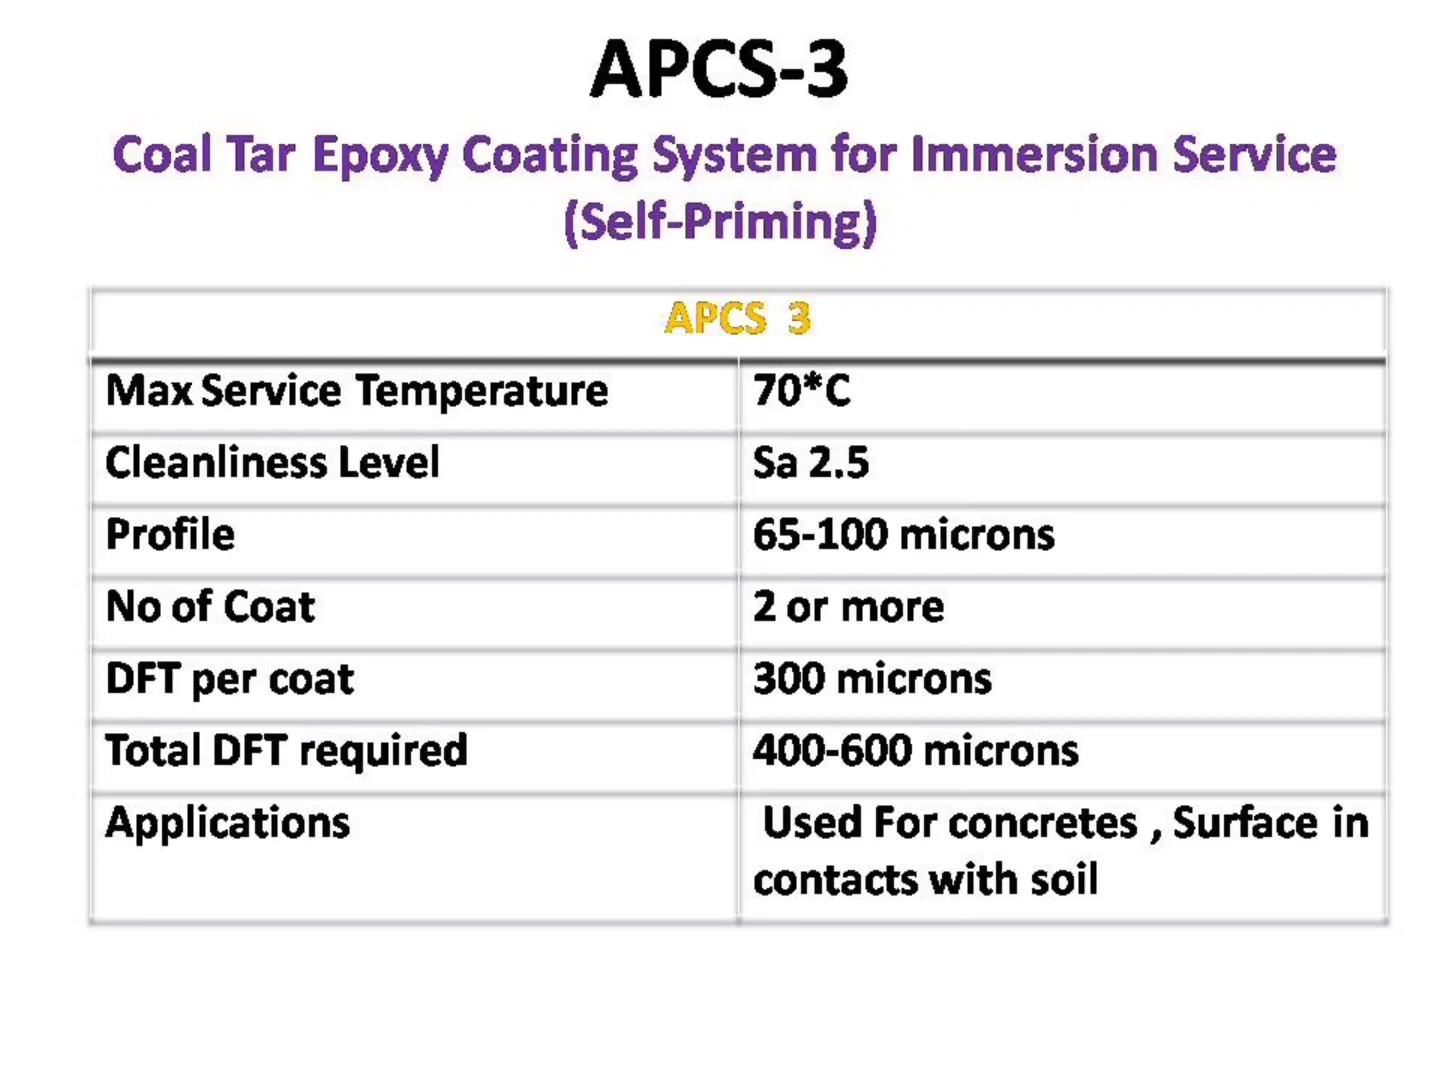 APCS-3
Coal Tar Epoxy Coating System for Immersion Service
(Self-Priming)
APCS 3
Max Service Temperature 70*C
Cleanliness Level Sa 2.5
Profile 65-100 microns
No of Coat 2 or more
DFT per coat 300 microns
Total DFT required 400-600 microns
Applications Used For concretes , Surface in
contacts with soil